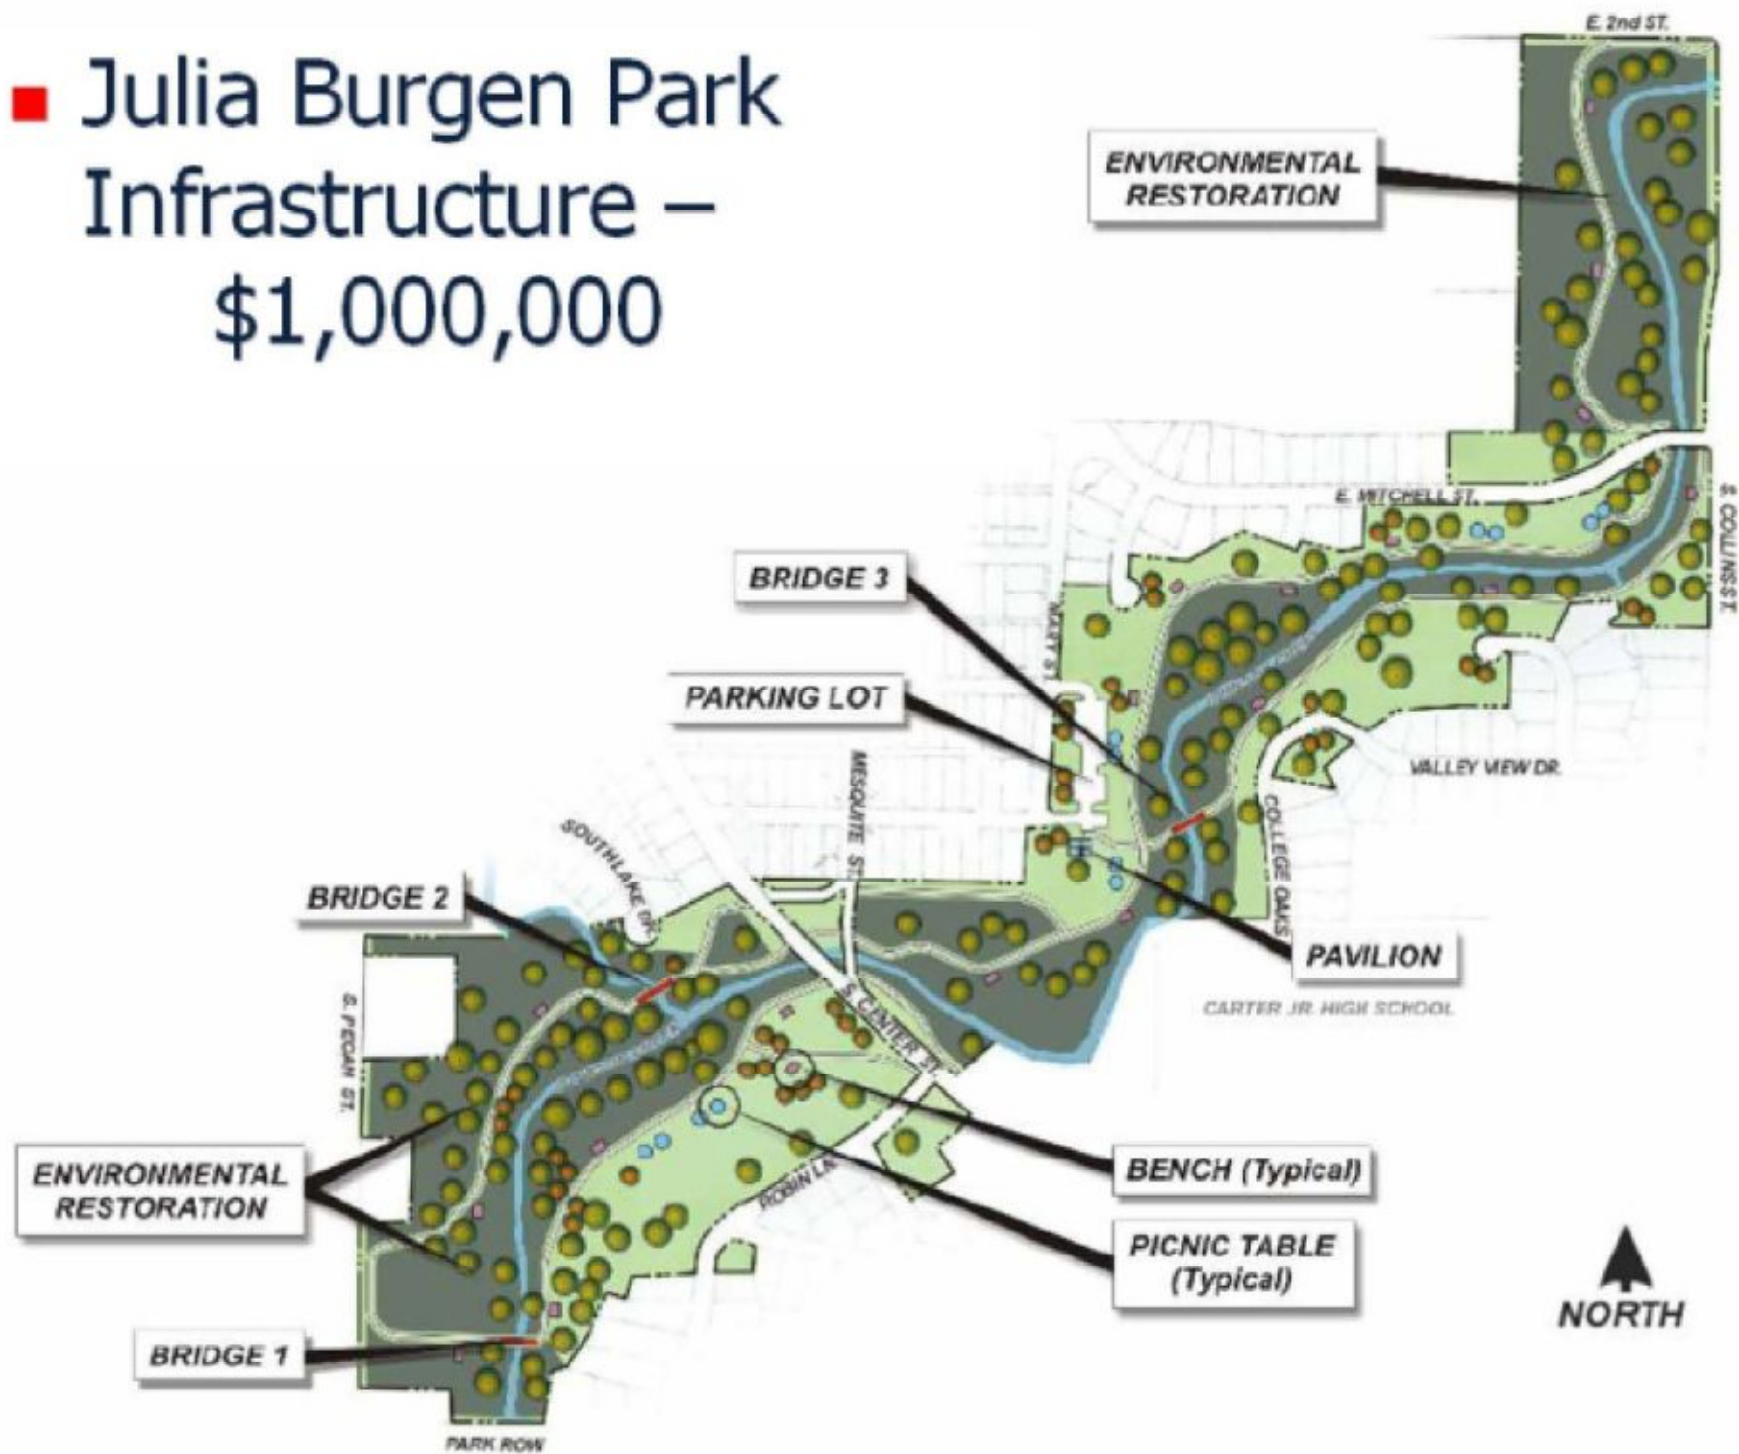 Julia Burgen Park
Infrastructure –
$1,000,000
E. 2nd ST.
ENVIRONMENTAL
RESTORATION
E. MITCHELL ST.
S. COLLINS ST.
BRIDGE 3
MARY ST.
PARKING LOT
VALLEY VIEW DR.
MESQUITE ST.
COLLEGE OAKS
SOUTHLAKE DR.
BRIDGE 2
PAVILION
S. CENTER ST.
CARTER JR. HIGH SCHOOL
S. PECAN ST.
ENVIRONMENTAL
RESTORATION
BENCH (Typical)
ROBIN LN.
PICNIC TABLE
(Typical)
NORTH
BRIDGE 1
PARK ROW